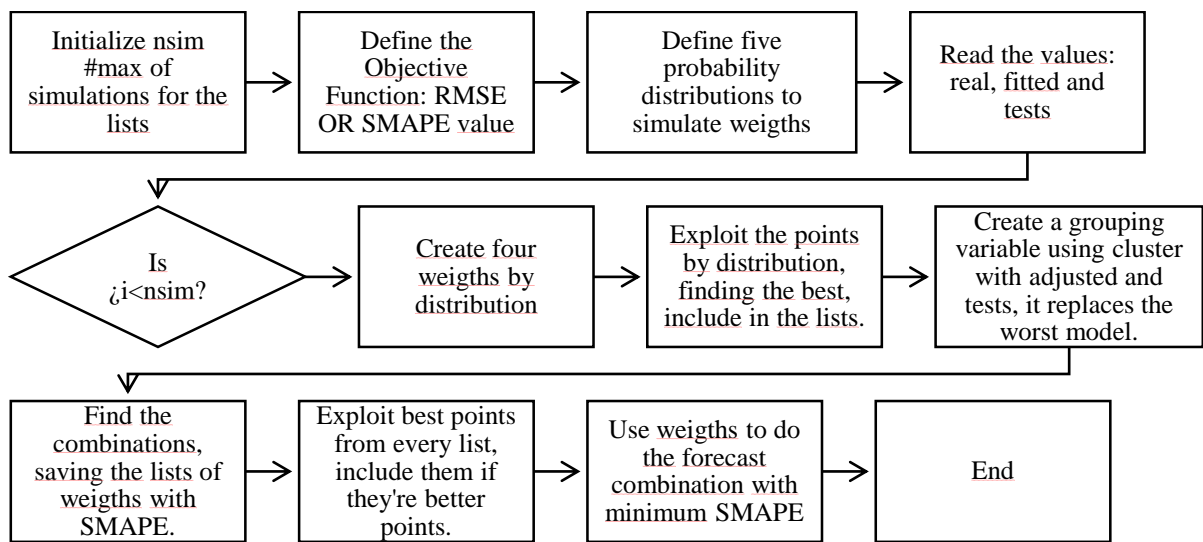 Initialize nsim
#max of
simulations for the
lists
Define the
Objective
Function: RMSE
OR SMAPE value
Define five
probability
distributions to
simulate weigths
Read the values:
real, fitted and
tests
Is
¿i<nsim?
Create four
weigths by
distribution
Exploit the points
by distribution,
finding the best,
include in the lists.
Create a grouping
variable using cluster
with adjusted and
tests, it replaces the
worst model.
Find the
combinations,
saving the lists of
weigths with
SMAPE.
Exploit best points
from every list,
include them if
they're better
points.
Use weigths to do
the forecast
combination with
minimum SMAPE
End